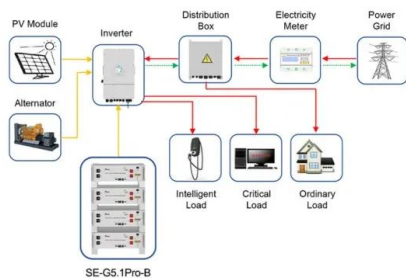 PV Module
Inverter
Distribution
Box
Electricity
Meter
Power
Grid
Alternator
Intelligent
Load
Critical
Load
Ordinary
Load
SE-G5.1Pro-B